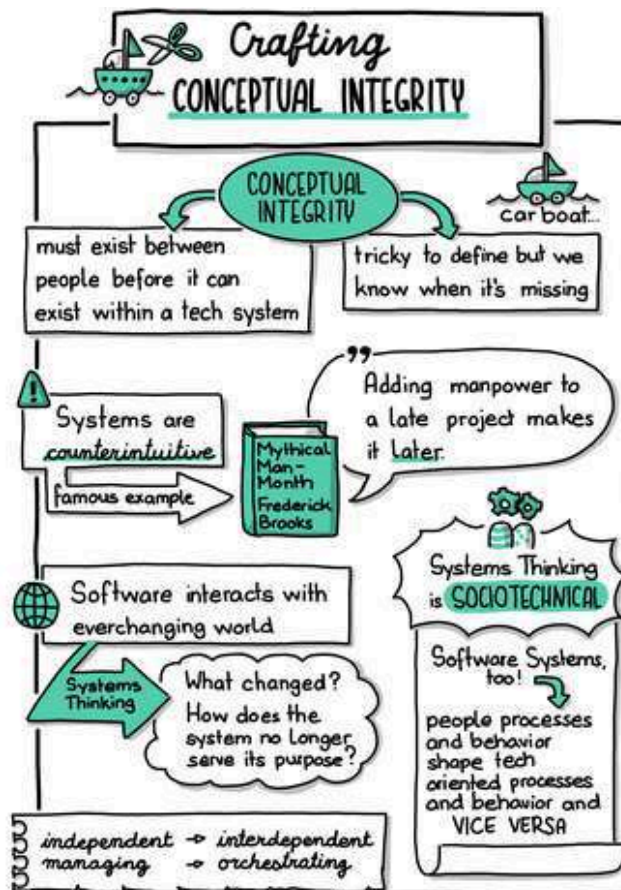 Crafting
CONCEPTUAL INTEGRITY
CONCEPTUAL
INTEGRITY
car boat...
must exist between
people before it can
exist within a tech system
tricky to define but we
know when it's missing
!
Systems are
counterintuitive
famous example
Mythical
Man-
Month
Frederick
Brooks
”
Adding manpower to
a late project makes
it later.
Systems Thinking
is SOCIOTECHNICAL
Software Systems,
too!
people processes
and behavior
shape tech
oriented processes
and behavior and
VICE VERSA
Software interacts with
everchanging world
Systems
Thinking
What changed?
How does the
system no longer
serve its purpose?
independent → interdependent
managing → orchestrating